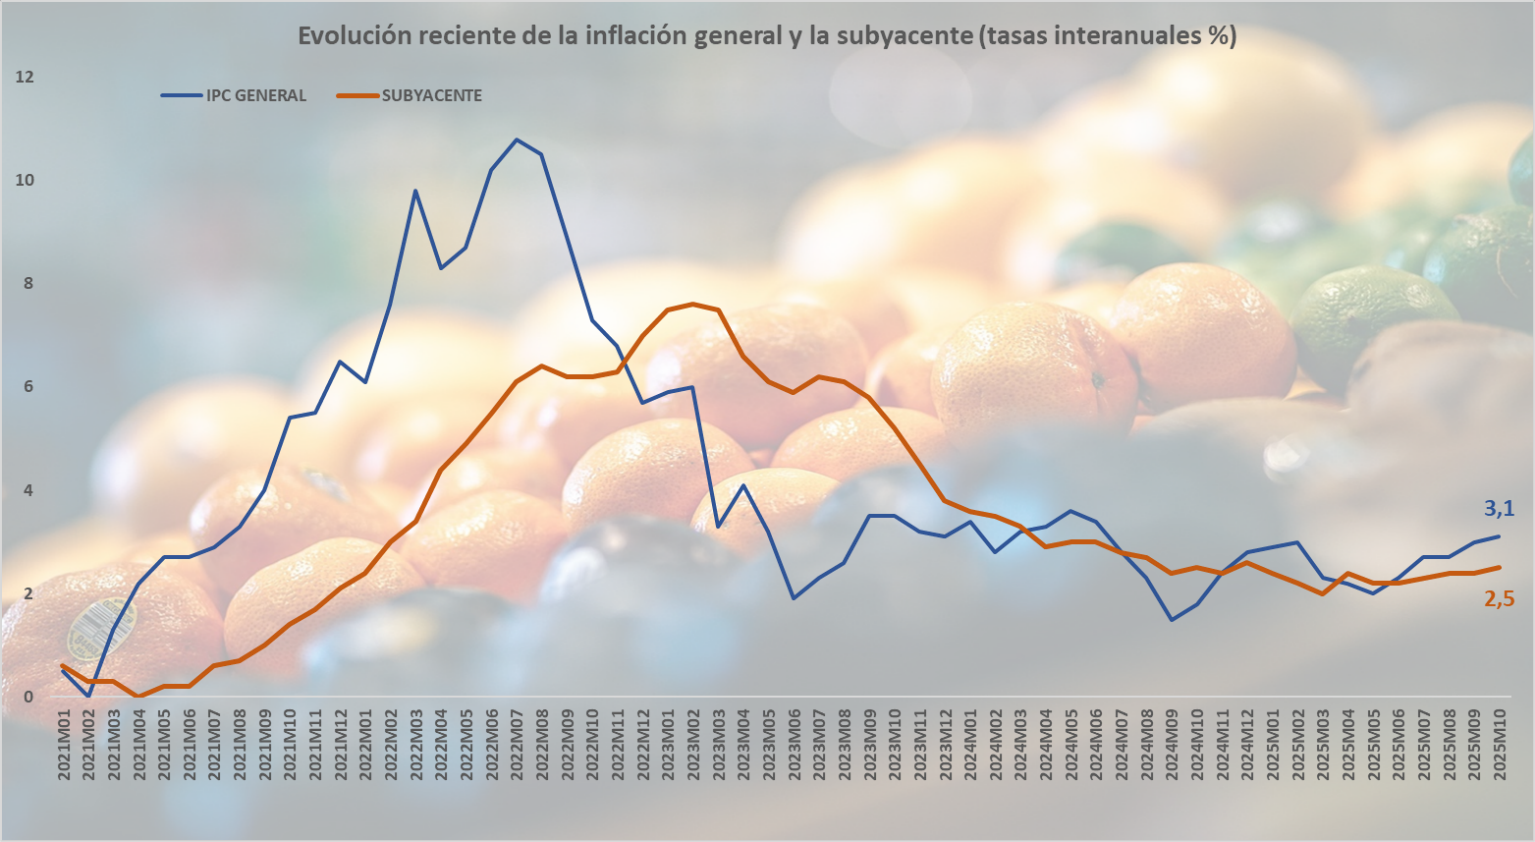 Evolución reciente de la inflación general y la subyacente (tasas interanuales %)
12
IPC GENERAL
SUBYACENTE
10
8
6
4
3,1
2
2,5
0
2021M01
2021M02
2021M03
2021M04
2021M05
2021M06
2021M07
2021M08
2021M09
2021M10
2021M11
2021M12
2022M01
2022M02
2022M03
2022M04
2022M05
2022M06
2022M07
2022M08
2022M09
2022M10
2022M11
2022M12
2023M01
2023M02
2023M03
2023M04
2023M05
2023M06
2023M07
2023M08
2023M09
2023M10
2023M11
2023M12
2024M01
2024M02
2024M03
2024M04
2024M05
2024M06
2024M07
2024M08
2024M09
2024M10
2024M11
2024M12
2025M01
2025M02
2025M03
2025M04
2025M05
2025M06
2025M07
2025M08
2025M09
2025M10